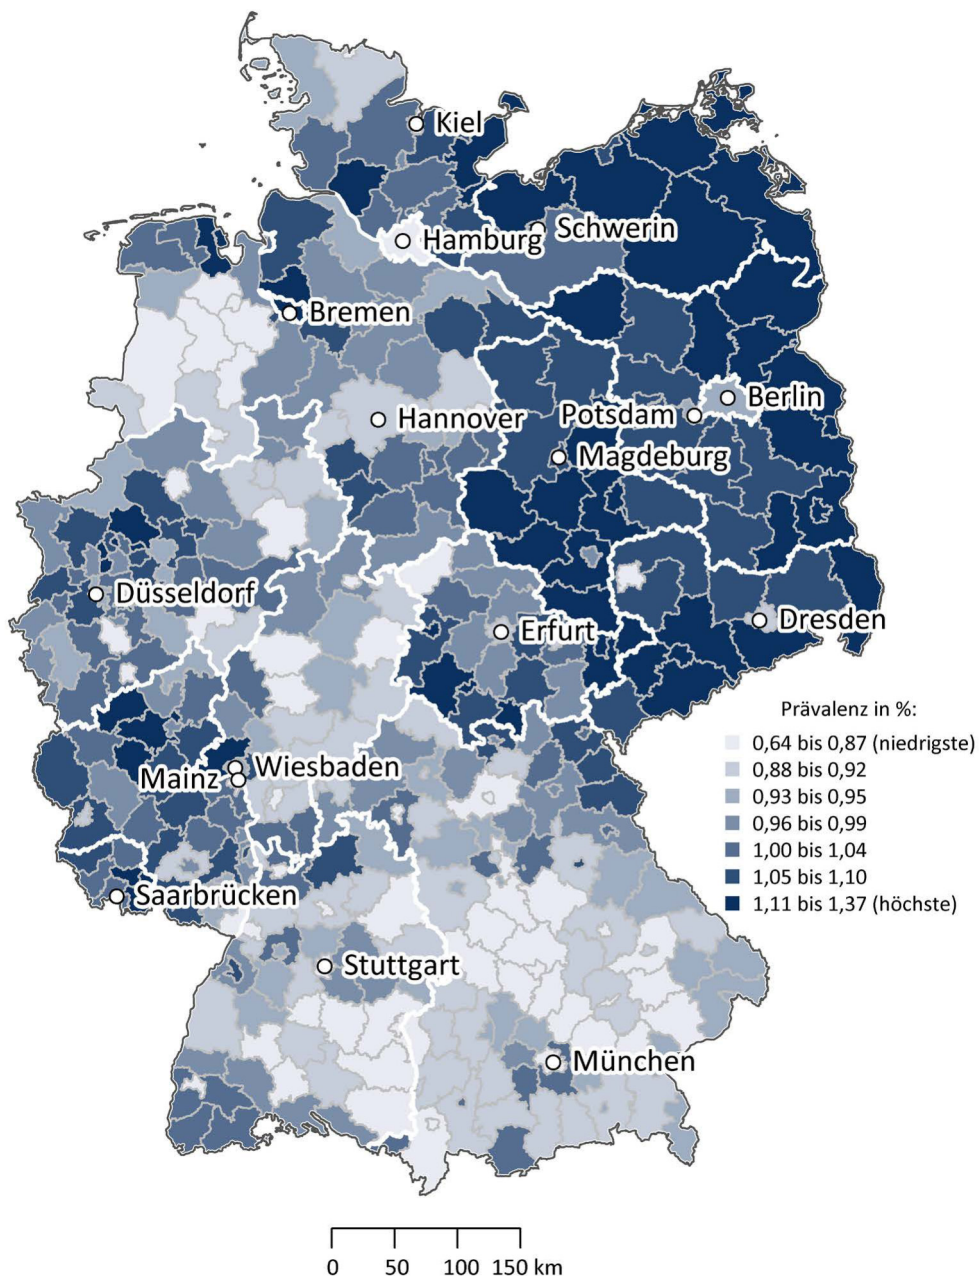 Kiel
Schwerin
Hamburg
Bremen
Berlin
Hannover
Potsdam
Magdeburg
Düsseldorf
Dresden
Erfurt
Prävalenz in %:
0,64 bis 0,87 (niedrigste)
0,88 bis 0,92
0,93 bis 0,95
0,96 bis 0,99
1,00 bis 1,04
1,05 bis 1,10
1,11 bis 1,37 (höchste)
Wiesbaden
Mainz
Saarbrücken
Stuttgart
München
0 50 100 150 km